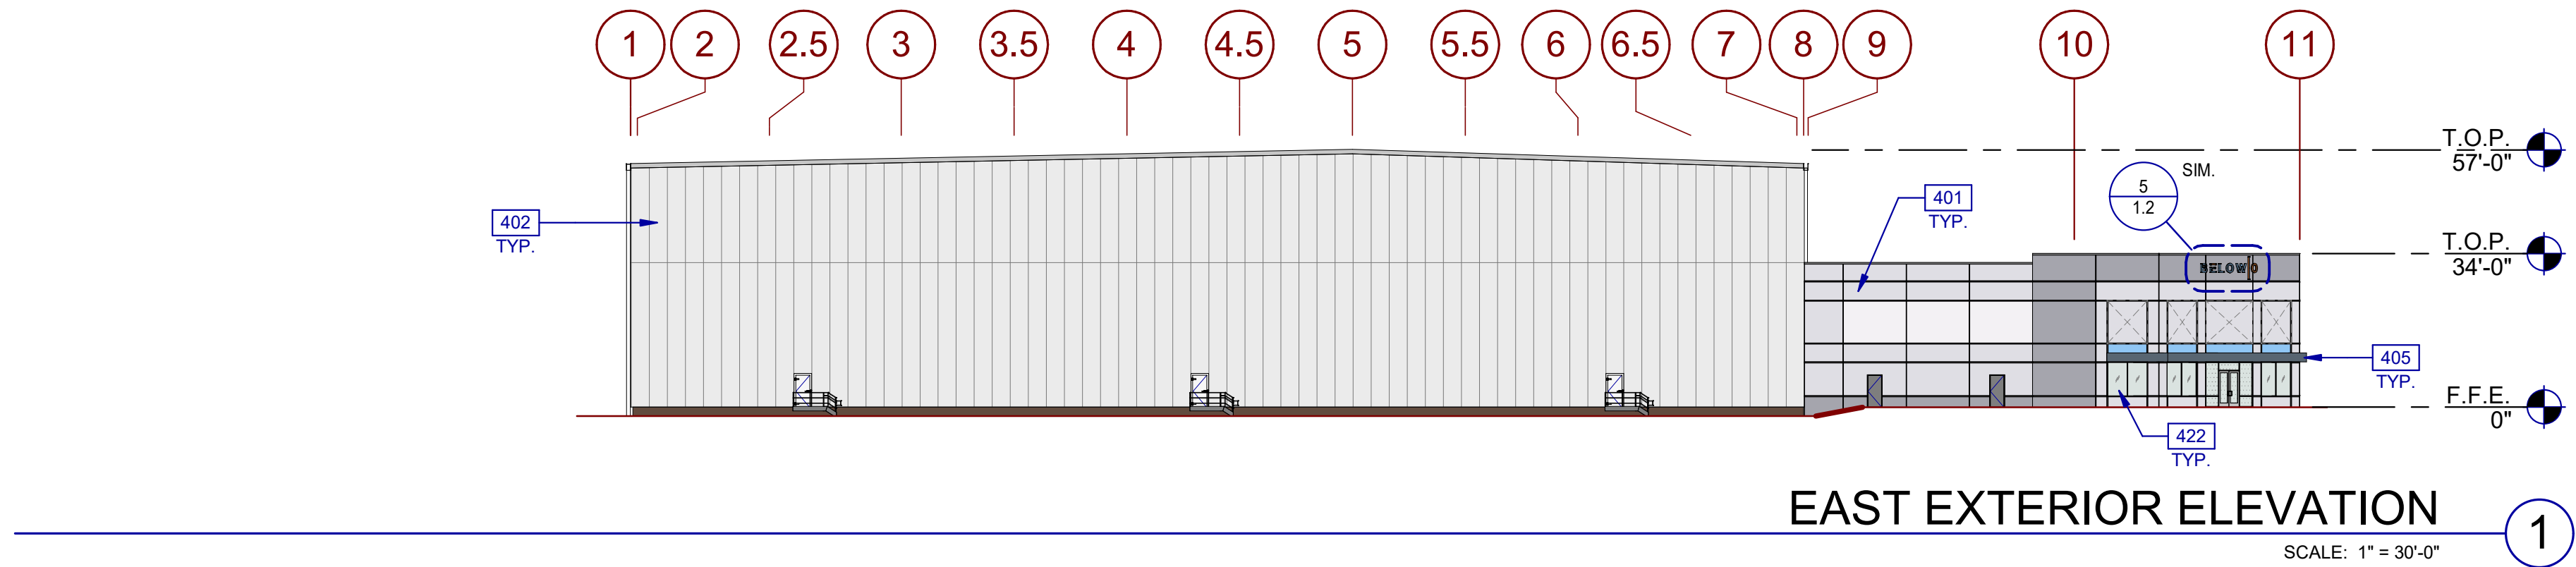 1 2 2.5 3 3.5 4 4.5 5 5.5 6 6.5 7 8 9 10 11
T.O.P.
57'-0"
5
1.2
SIM.
402
TYP.
401
TYP.
T.O.P.
34'-0"
BELOW 0
405
TYP.
F.F.E.
0"
422
TYP.
EAST EXTERIOR ELEVATION
1
SCALE: 1" = 30'-0"